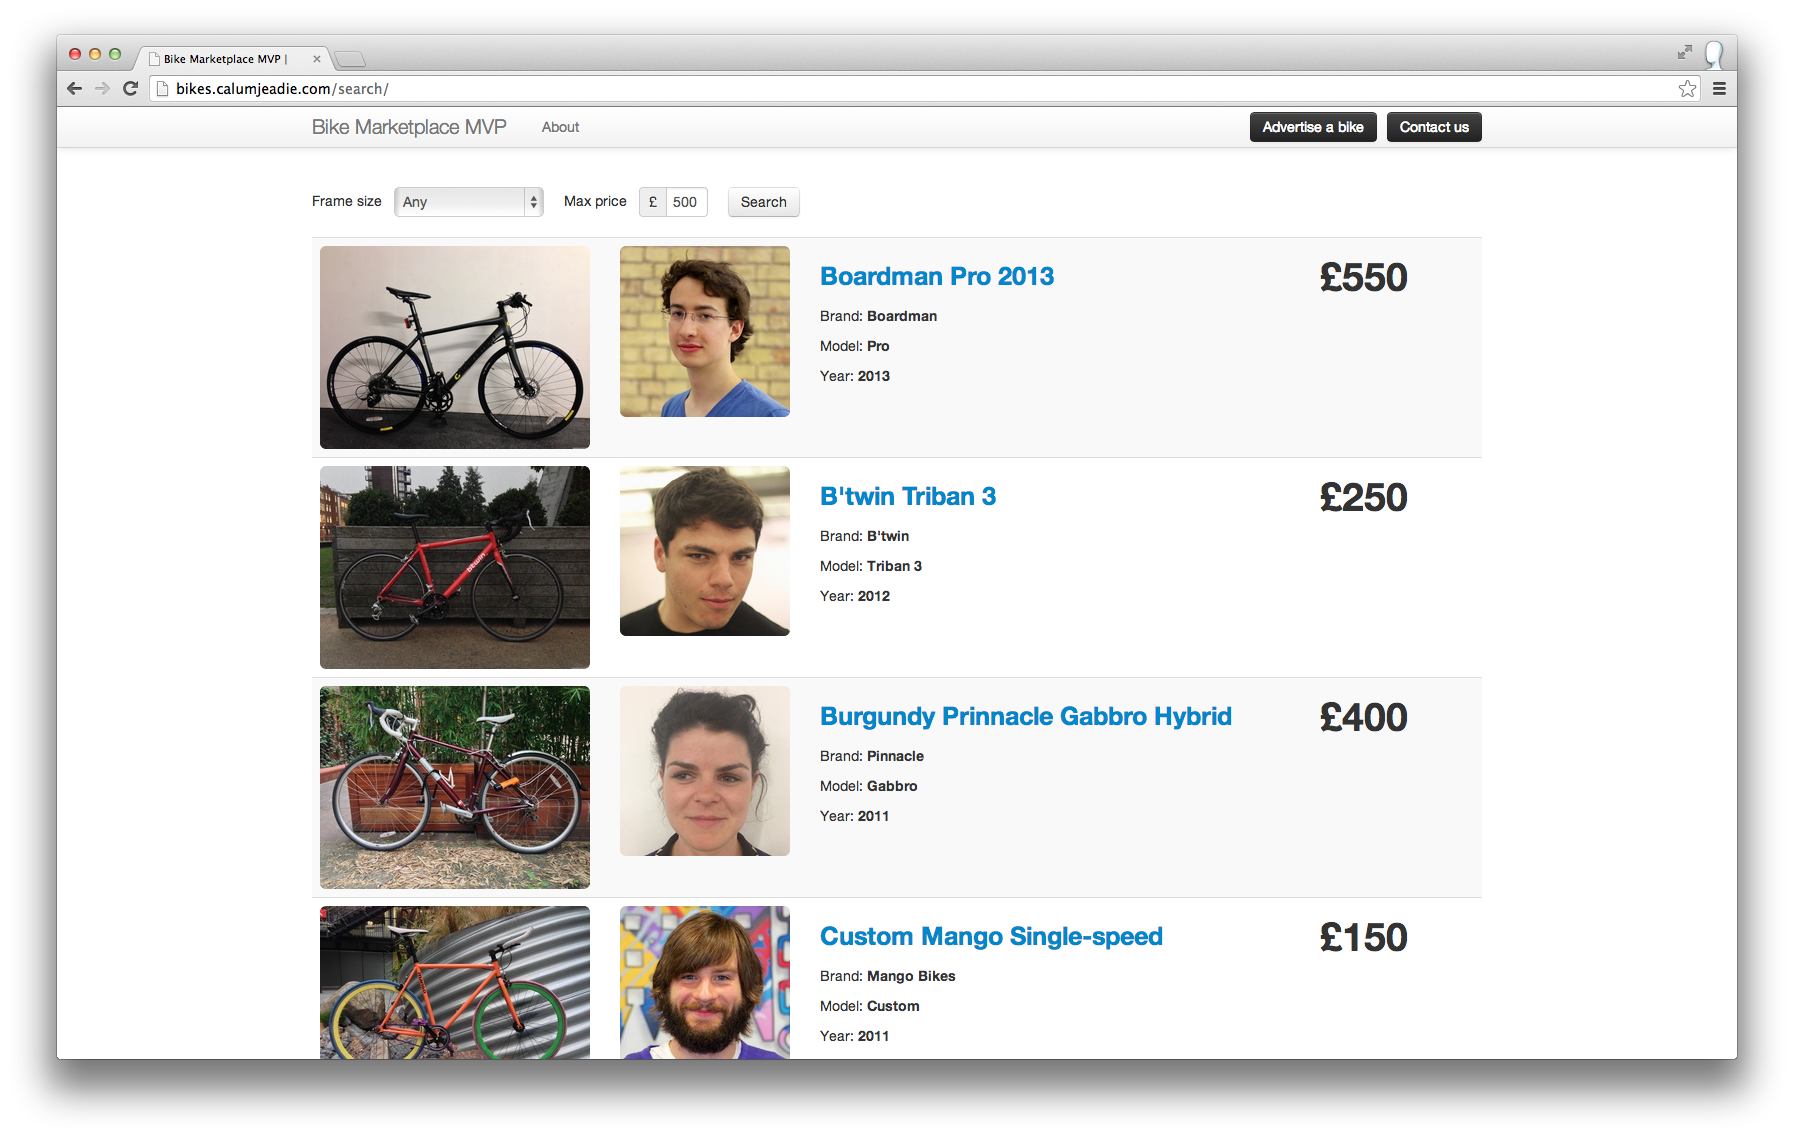 Bike Marketplace MVP |
bikes.calumjeadie.com/search/
Bike Marketplace MVP About Advertise a bike Contact us
Frame size Any Max price £ 500 Search
Boardman Pro 2013 £550
Brand: Boardman
Model: Pro
Year: 2013
B'twin Triban 3 £250
Brand: B'twin
Model: Triban 3
Year: 2012
b'twin
Burgundy Prinnacle Gabbro Hybrid £400
Brand: Pinnacle
Model: Gabbro
Year: 2011
Custom Mango Single-speed £150
Brand: Mango Bikes
Model: Custom
Year: 2011